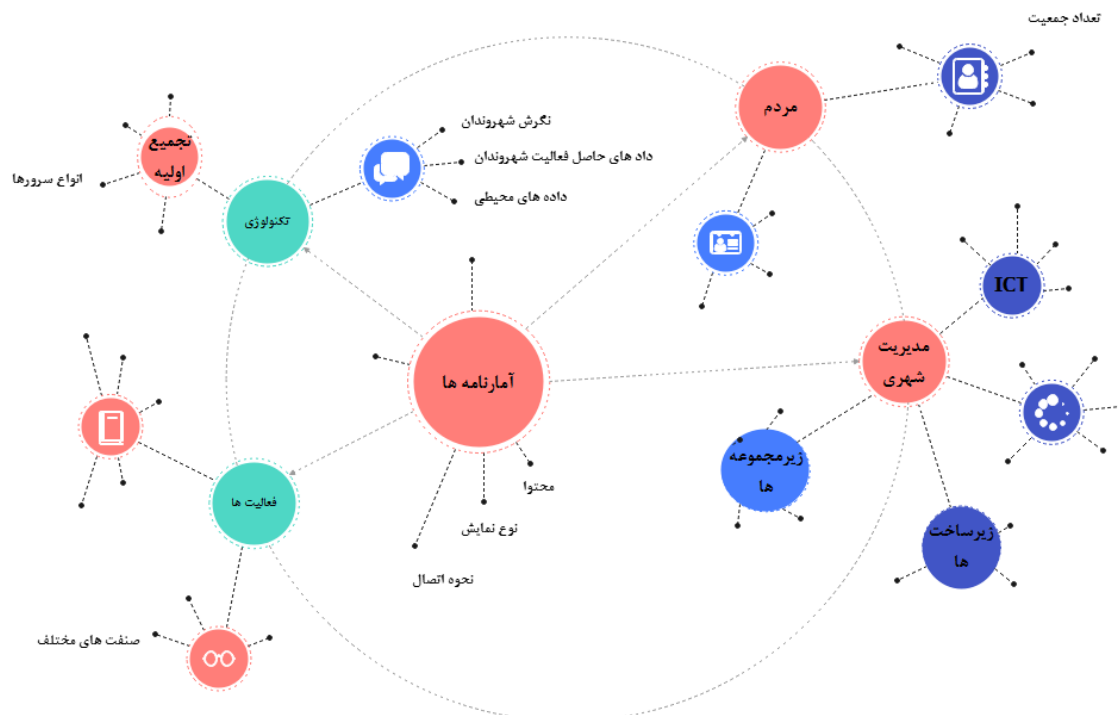 تعداد جمعیت
مردم
نگرش شهروندان
داد های حاصل فعالیت شهروندان
داده های محیطی
تجمیع
اولیه
انواع سرورها
تکنولوژی
ICT
مدیریت
شهری
آمارنامه ها
زیرمجموعه
ها
محتوا
نوع نمایش
نحوه اتصال
فعالیت ها
زیرساخت
ها
صنفت های مختلف